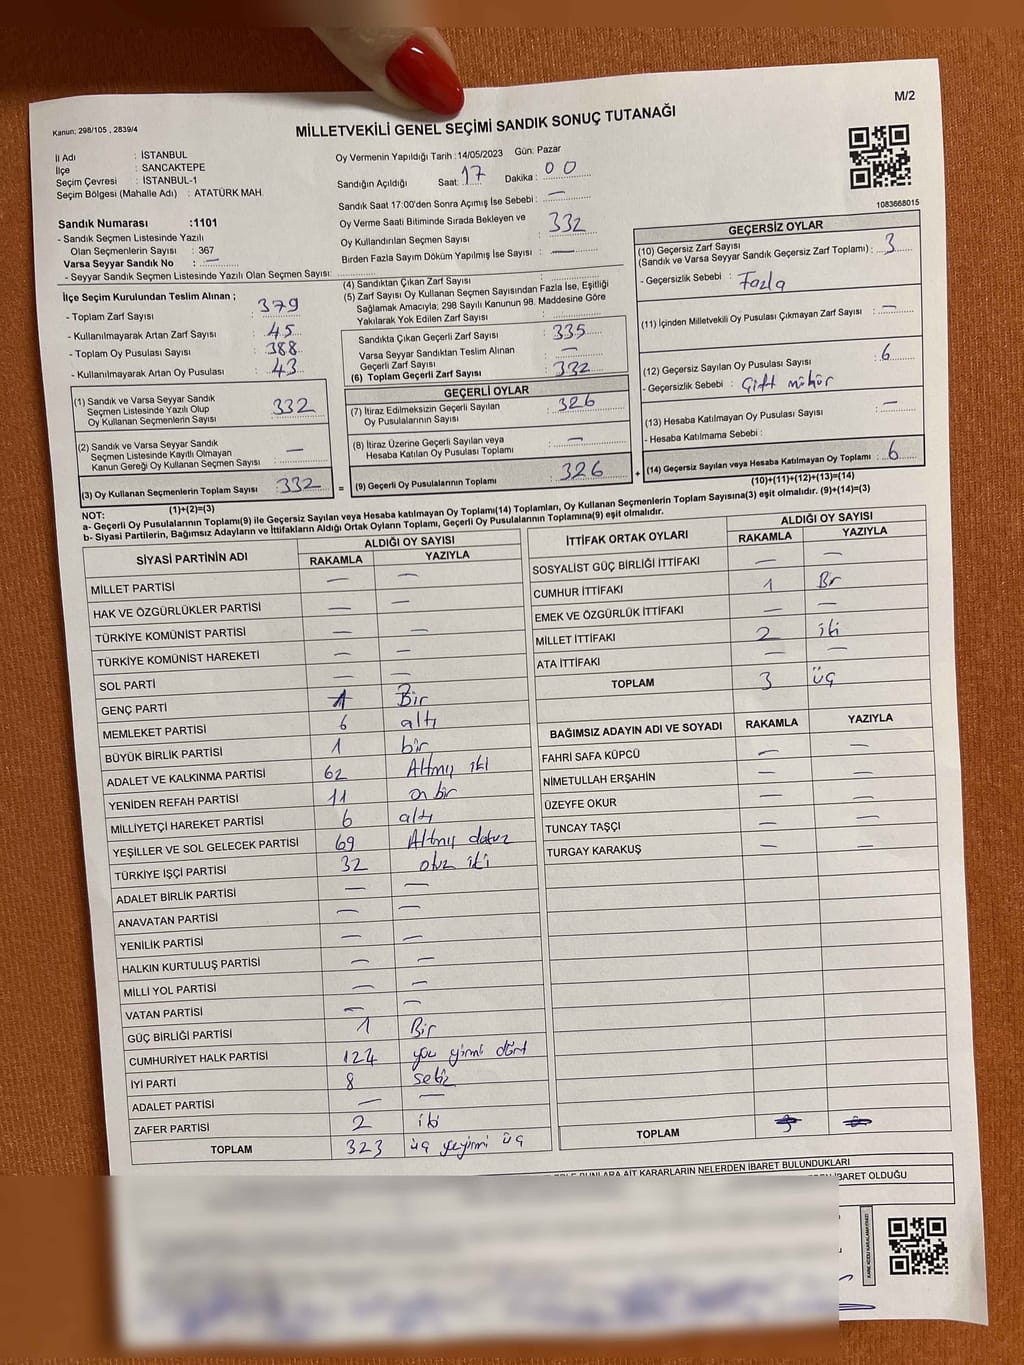 M/2
Kanun: 298/105 , 2839/4
MİLLETVEKİLİ GENEL SEÇİMİ SANDIK SONUÇ TUTANAĞI
İl Adı : İSTANBUL
İlçe : SANCAKTEPE
Seçim Çevresi : İSTANBUL-1
Seçim Bölgesi (Mahalle Adı) : ATATÜRK MAH.
Sandık Numarası :1101
- Sandık Seçmen Listesinde Yazılı
Olan Seçmenlerin Sayısı : 367
Varsa Seyyar Sandık No : —
- Seyyar Sandık Seçmen Listesinde Yazılı Olan Seçmen Sayısı:
Oy Vermenin Yapıldığı Tarih :14/05/2023 Gün: Pazar
Sandığın Açıldığı Saat: 17 Dakika : 00
Sandık Saat 17:00'den Sonra Açımış İse Sebebi : —
Oy Verme Saati Bitiminde Sırada Bekleyen ve
Oy Kullandırılan Seçmen Sayısı : 332
Birden Fazla Sayım Döküm Yapılmış İse Sayısı : —
1083668015
İlçe Seçim Kurulundan Teslim Alınan ;
- Toplam Zarf Sayısı : 379
- Kullanılmayarak Artan Zarf Sayısı : 45
- Toplam Oy Pusulası Sayısı : 388
- Kullanılmayarak Artan Oy Pusulası : 43
(1) Sandık ve Varsa Seyyar Sandık
Seçmen Listesinde Yazılı Olup
Oy Kullanan Seçmenlerin Sayısı : 332
(2) Sandık ve Varsa Seyyar Sandık
Seçmen Listesinde Kayıtlı Olmayan
Kanun Gereği Oy Kullanan Seçmen Sayısı : —
(3) Oy Kullanan Seçmenlerin Toplam Sayısı : 332
(1)+(2)=(3)
(4) Sandıktan Çıkan Zarf Sayısı :
(5) Zarf Sayısı Oy Kullanan Seçmen Sayısından Fazla İse, Eşitliği
Sağlamak Amacıyla; 298 Sayılı Kanunun 98. Maddesine Göre
Yakılarak Yok Edilen Zarf Sayısı :
Sandıkta Çıkan Geçerli Zarf Sayısı : 335
Varsa Seyyar Sandıktan Teslim Alınan
Geçerli Zarf Sayısı : —
(6) Toplam Geçerli Zarf Sayısı : 332
GEÇERLİ OYLAR
(7) İtiraz Edilmeksizin Geçerli Sayılan
Oy Pusulalarının Sayısı : 326
(8) İtiraz Üzerine Geçerli Sayılan veya
Hesaba Katılan Oy Pusulası Toplamı : —
= (9) Geçerli Oy Pusulalarının Toplamı : 326 +
GEÇERSİZ OYLAR
(10) Geçersiz Zarf Sayısı
(Sandık ve Varsa Seyyar Sandık Geçersiz Zarf Toplamı) : 3
- Geçersizlik Sebebi : Fazla
(11) İçinden Milletvekili Oy Pusulası Çıkmayan Zarf Sayısı : —
(12) Geçersiz Sayılan Oy Pusulası Sayısı : 6
- Geçersizlik Sebebi : Çift mühür
(13) Hesaba Katılmayan Oy Pusulası Sayısı : —
- Hesaba Katılmama Sebebi :
(14) Geçersiz Sayılan veya Hesaba Katılmayan Oy Toplamı : 6
(10)+(11)+(12)+(13)=(14)
NOT:
a- Geçerli Oy Pusulalarının Toplamı(9) ile Geçersiz Sayılan veya Hesaba katılmayan Oy Toplamı(14) Toplamları, Oy Kullanan Seçmenlerin Toplam Sayısına(3) eşit olmalıdır. (9)+(14)=(3)
b- Siyasi Partilerin, Bağımsız Adayların ve İttifakların Aldığı Ortak Oyların Toplamı, Geçerli Oy Pusulalarının Toplamına(9) eşit olmalıdır.
SİYASİ PARTİNİN ADI ALDIĞI OY SAYISI
RAKAMLA YAZIYLA
MİLLET PARTİSİ — —
HAK VE ÖZGÜRLÜKLER PARTİSİ — —
TÜRKİYE KOMÜNİST PARTİSİ — —
TÜRKİYE KOMÜNİST HAREKETİ — —
SOL PARTİ — —
GENÇ PARTİ 1 Bir
MEMLEKET PARTİSİ 6 altı
BÜYÜK BİRLİK PARTİSİ 1 bir
ADALET VE KALKINMA PARTİSİ 62 Altmış iki
YENİDEN REFAH PARTİSİ 11 on bir
MİLLİYETÇİ HAREKET PARTİSİ 6 altı
YEŞİLLER VE SOL GELECEK PARTİSİ 69 Altmış dokuz
TÜRKİYE İŞÇİ PARTİSİ 32 otuz iki
ADALET BİRLİK PARTİSİ — —
ANAVATAN PARTİSİ — —
YENİLİK PARTİSİ — —
HALKIN KURTULUŞ PARTİSİ — —
MİLLİ YOL PARTİSİ — —
VATAN PARTİSİ — —
GÜÇ BİRLİĞİ PARTİSİ 1 Bir
CUMHURİYET HALK PARTİSİ 124 yüz yirmi dört
İYİ PARTİ 8 sekiz
ADALET PARTİSİ — —
ZAFER PARTİSİ 2 iki
TOPLAM 323 üç yeyirmi üç
İTTİFAK ORTAK OYLARI ALDIĞI OY SAYISI
RAKAMLA YAZIYLA
SOSYALİST GÜÇ BİRLİĞİ İTTİFAKI — —
CUMHUR İTTİFAKI 1 Bir
EMEK VE ÖZGÜRLÜK İTTİFAKI — —
MİLLET İTTİFAKI 2 iki
ATA İTTİFAKI — —
TOPLAM 3 üç
BAĞIMSIZ ADAYIN ADI VE SOYADI RAKAMLA YAZIYLA
FAHRİ SAFA KÜPCÜ — —
NİMETULLAH ERŞAHİN — —
ÜZEYFE OKUR — —
TUNCAY TAŞÇI — —
TURGAY KARAKUŞ — —
TOPLAM
BUNLARA AİT KARARLARIN NELERDEN İBARET BULUNDUKLARI
İBARET OLDUĞU